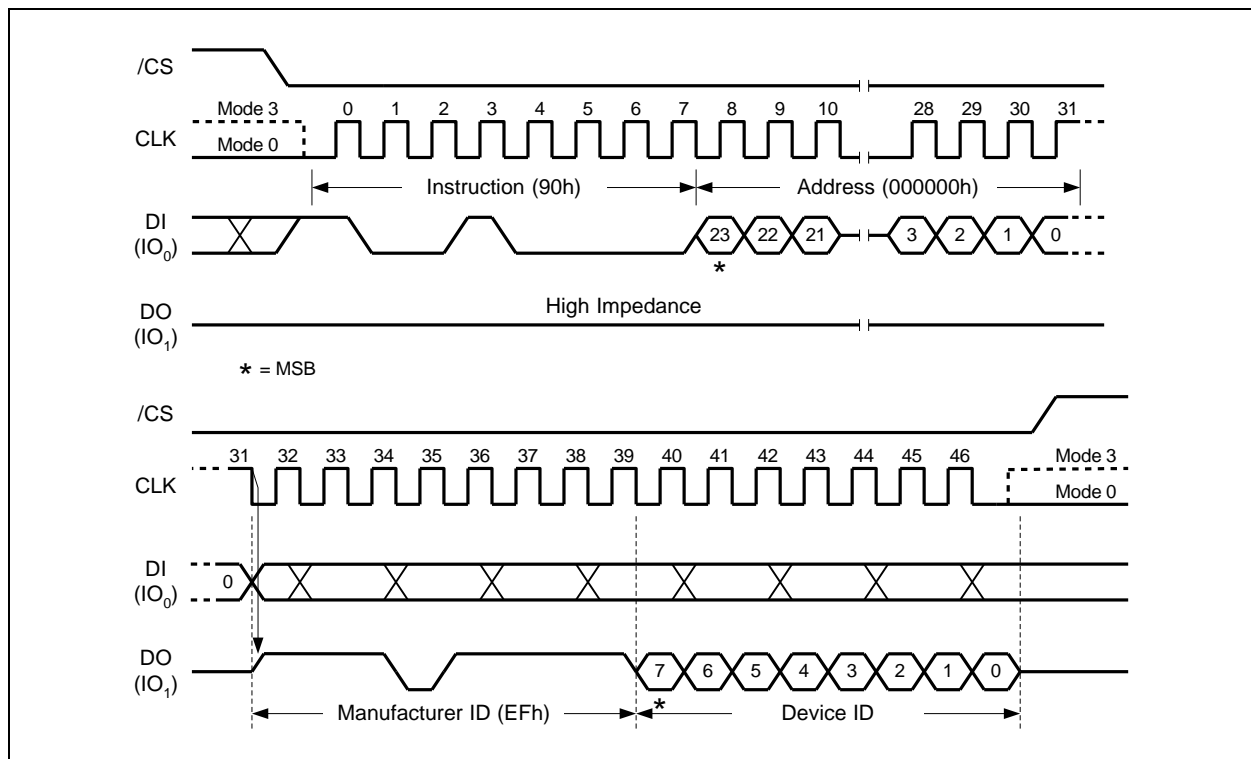 /CS
Mode 3
0 1 2 3 4 5 6 7 8 9 10 28 29 30 31
CLK
Mode 0
Instruction (90h) Address (000000h)
DI
(IO0)
23 22 21 3 2 1 0
*
High Impedance
DO
(IO1)
* = MSB
/CS
31 32 33 34 35 36 37 38 39 40 41 42 43 44 45 46 Mode 3
CLK
Mode 0
DI
(IO0)
0
DO
(IO1)
7 6 5 4 3 2 1 0
*
Manufacturer ID (EFh) Device ID